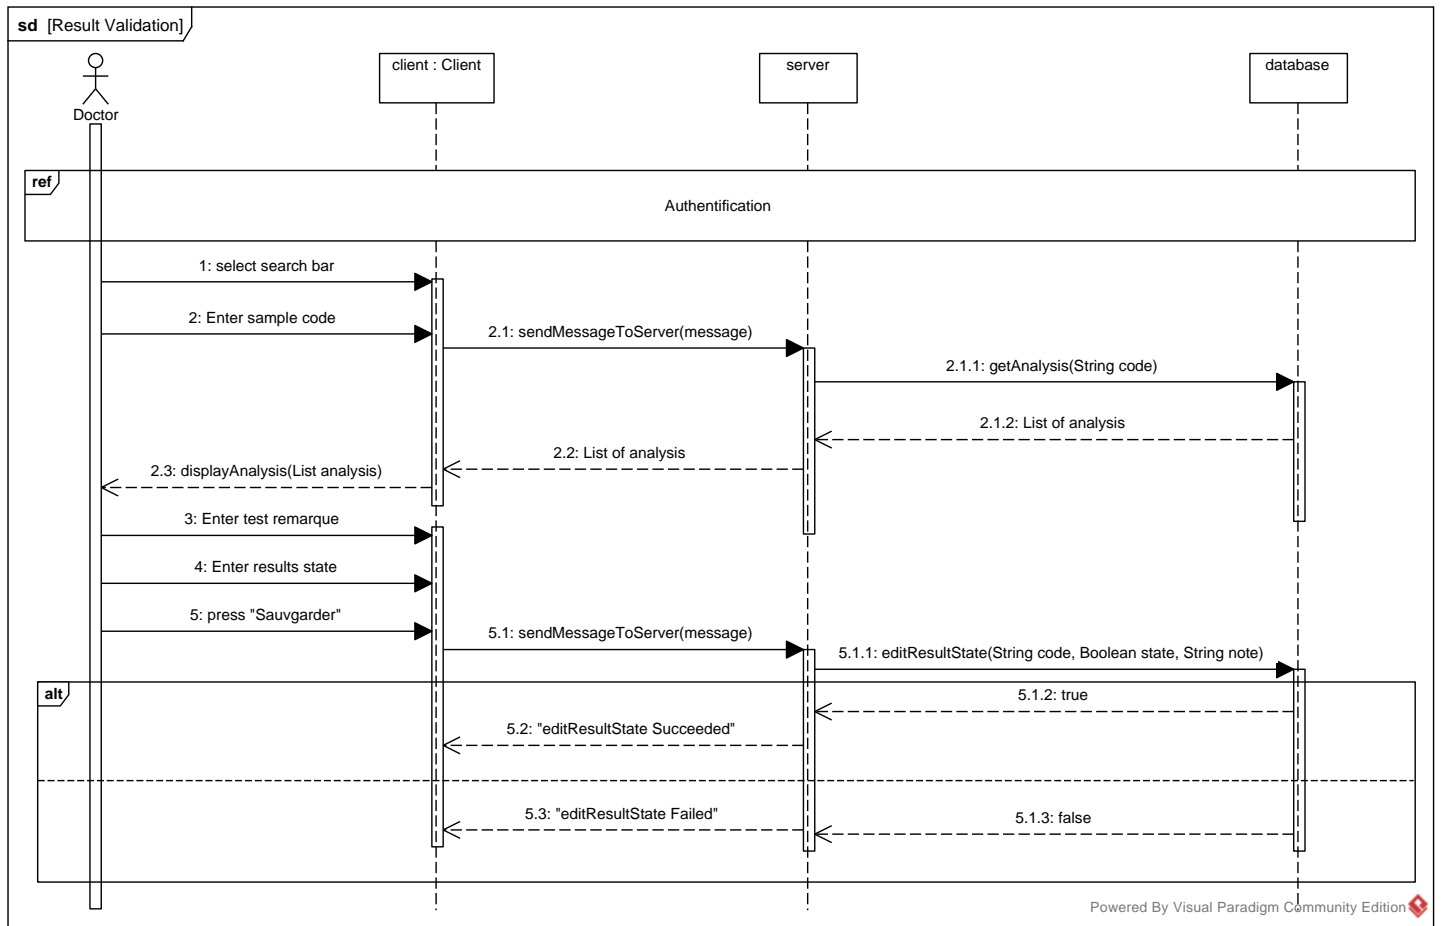 sd [Result Validation]
client : Client
server
database
Doctor
ref
Authentification
1: select search bar
2: Enter sample code
2.1: sendMessageToServer(message)
2.1.1: getAnalysis(String code)
2.1.2: List of analysis
2.2: List of analysis
2.3: displayAnalysis(List analysis)
3: Enter test remarque
4: Enter results state
5: press "Sauvgarder"
5.1: sendMessageToServer(message)
5.1.1: editResultState(String code, Boolean state, String note)
alt
5.1.2: true
5.2: "editResultState Succeeded"
5.3: "editResultState Failed"
5.1.3: false
Powered By Visual Paradigm Community Edition